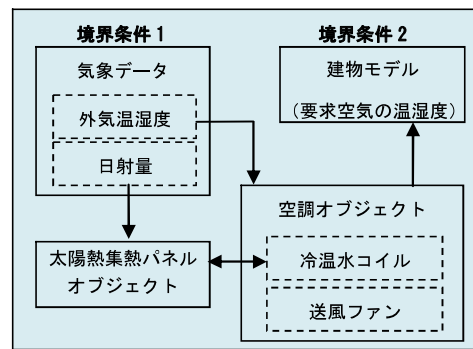 境界条件 1
気象データ
外気温湿度
日射量
太陽熱集熱パネル
オブジェクト
境界条件 2
建物モデル
（要求空気の温湿度）
空調オブジェクト
冷温水コイル
送風ファン